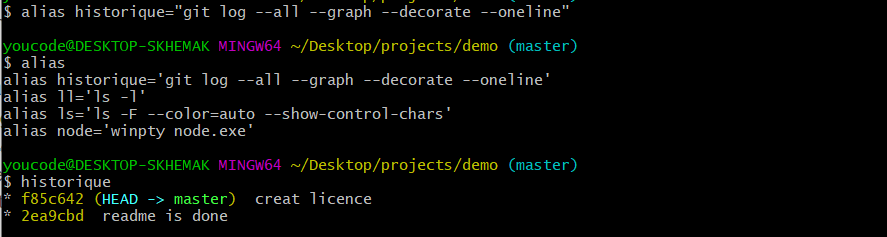 $ alias historique="git log --all --graph --decorate --oneline"
youcode@DESKTOP-SKHEMAK MINGW64 ~/Desktop/projects/demo (master)
$ alias
alias historique='git log --all --graph --decorate --oneline'
alias ll='ls -l'
alias ls='ls -F --color=auto --show-control-chars'
alias node='winpty node.exe'
youcode@DESKTOP-SKHEMAK MINGW64 ~/Desktop/projects/demo (master)
$ historique
* f85c642 (HEAD -> master)  creat licence
* 2ea9cbd  readme is done